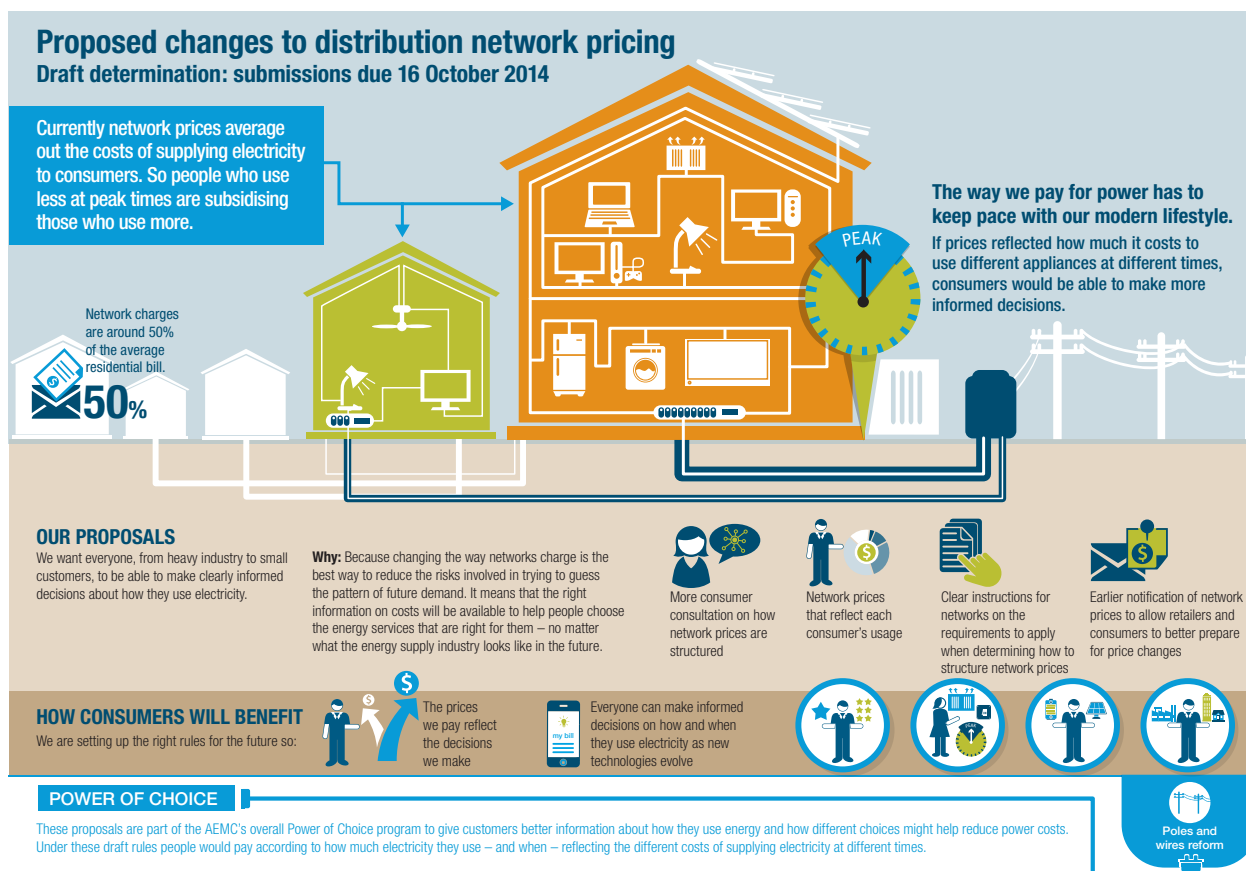 Proposed changes to distribution network pricing
Draft determination: submissions due 16 October 2014
Currently network prices average
out the costs of supplying electricity
to consumers. So people who use
less at peak times are subsidising
those who use more.
The way we pay for power has to
keep pace with our modern lifestyle.
If prices reflected how much it costs to
use different appliances at different times,
consumers would be able to make more
informed decisions.
PEAK
Network charges
are around 50%
of the average
residential bill.
$
50%
OUR PROPOSALS
We want everyone, from heavy industry to small
customers, to be able to make clearly informed
decisions about how they use electricity.
Why: Because changing the way networks charge is the
best way to reduce the risks involved in trying to guess
the pattern of future demand. It means that the right
information on costs will be available to help people choose
the energy services that are right for them – no matter
what the energy supply industry looks like in the future.
More consumer
consultation on how
network prices are
structured
$
Network prices
that reflect each
consumer's usage
Clear instructions for
networks on the
requirements to apply
when determining how to
structure network prices
$
Earlier notification of network
prices to allow retailers and
consumers to better prepare
for price changes
HOW CONSUMERS WILL BENEFIT
We are setting up the right rules for the future so:
$
$
The prices
we pay reflect
the decisions
we make
my bill
Everyone can make informed
decisions on how and when
they use electricity as new
technologies evolve
PEAK
POWER OF CHOICE
These proposals are part of the AEMC's overall Power of Choice program to give customers better information about how they use energy and how different choices might help reduce power costs.
Under these draft rules people would pay according to how much electricity they use – and when – reflecting the different costs of supplying electricity at different times.
Poles and
wires reform